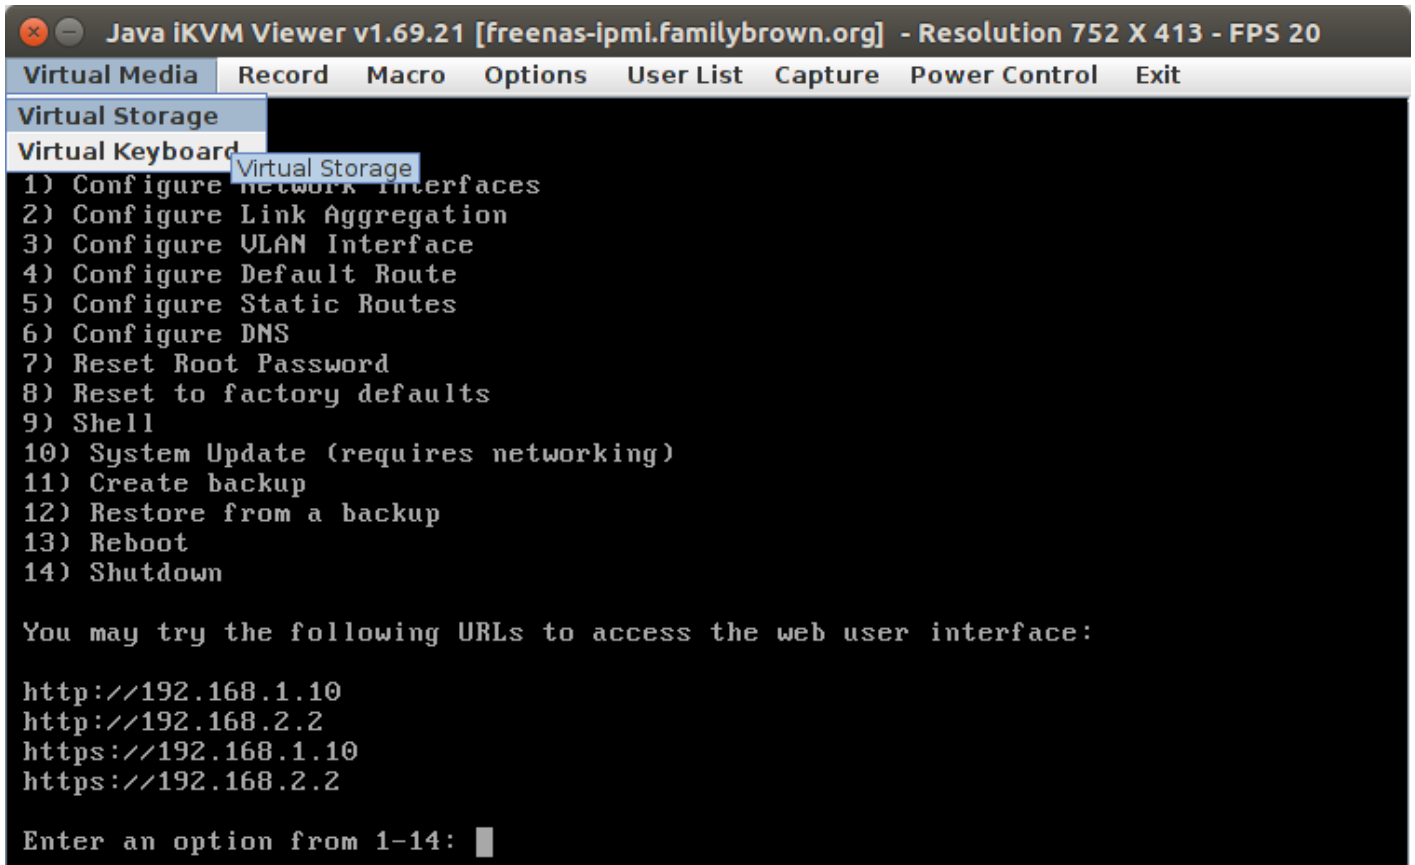 Java iKVM Viewer v1.69.21 [freenas-ipmi.familybrown.org] - Resolution 752 X 413 - FPS 20
Virtual Media Record Macro Options User List Capture Power Control Exit
Virtual Storage
Virtual Keyboard
Virtual Storage
1) Configure Network Interfaces
2) Configure Link Aggregation
3) Configure VLAN Interface
4) Configure Default Route
5) Configure Static Routes
6) Configure DNS
7) Reset Root Password
8) Reset to factory defaults
9) Shell
10) System Update (requires networking)
11) Create backup
12) Restore from a backup
13) Reboot
14) Shutdown
You may try the following URLs to access the web user interface:
http://192.168.1.10
http://192.168.2.2
https://192.168.1.10
https://192.168.2.2
Enter an option from 1-14: